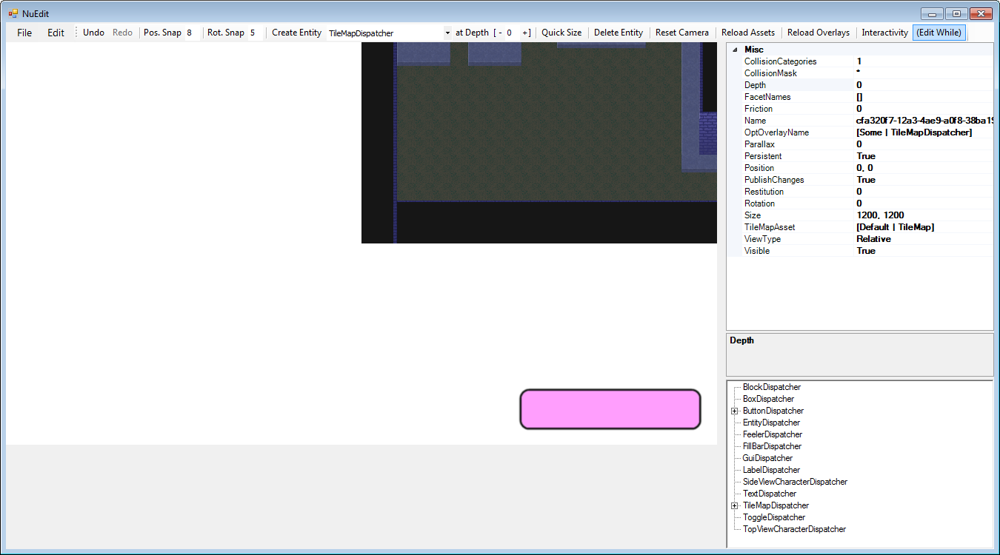 NuEdit
File Edit Undo Redo Pos. Snap 8 Rot. Snap 5 Create Entity TileMapDispatcher at Depth [ - 0 + ] Quick Size Delete Entity Reset Camera Reload Assets Reload Overlays Interactivity (Edit While)
Misc
CollisionCategories 1
CollisionMask *
Depth 0
FacetNames []
Friction 0
Name cfa320f7-12a3-4ae9-a0f8-38ba19
OptOverlayName [Some | TileMapDispatcher]
Parallax 0
Persistent True
Position 0, 0
PublishChanges True
Restitution 0
Rotation 0
Size 1200, 1200
TileMapAsset [Default | TileMap]
ViewType Relative
Visible True
Depth
BlockDispatcher
BoxDispatcher
ButtonDispatcher
EntityDispatcher
FeelerDispatcher
FillBarDispatcher
GuiDispatcher
LabelDispatcher
SideViewCharacterDispatcher
TextDispatcher
TileMapDispatcher
ToggleDispatcher
TopViewCharacterDispatcher